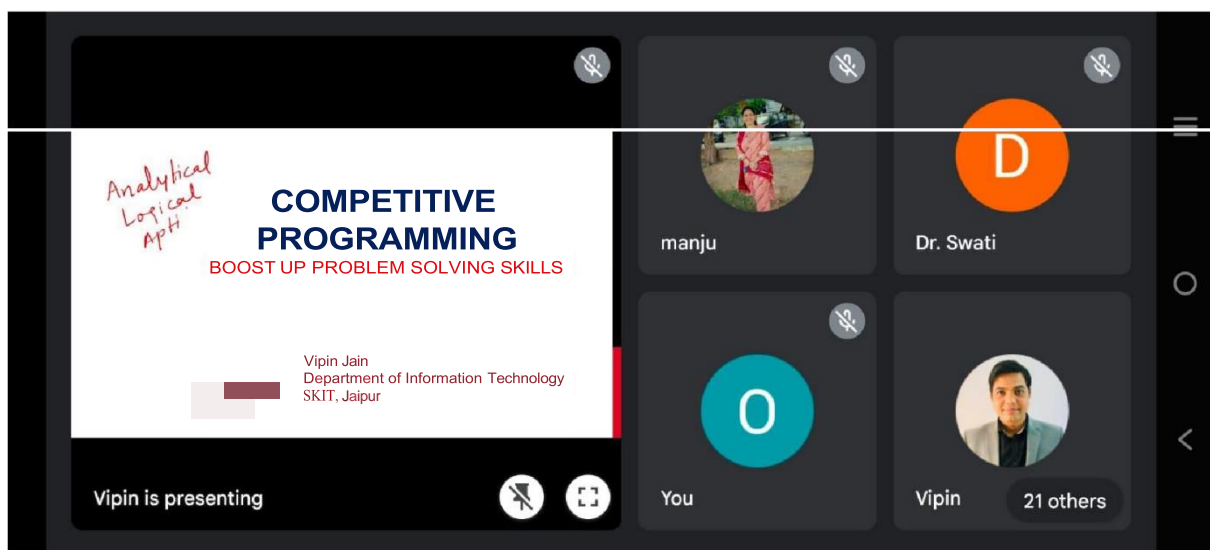 Analytical
Logical
Apti
COMPETITIVE
PROGRAMMING
BOOST UP PROBLEM SOLVING SKILLS
Vipin Jain
Department of Information Technology
SKIT, Jaipur
Vipin is presenting
manju
D
Dr. Swati
O
You
Vipin
21 others